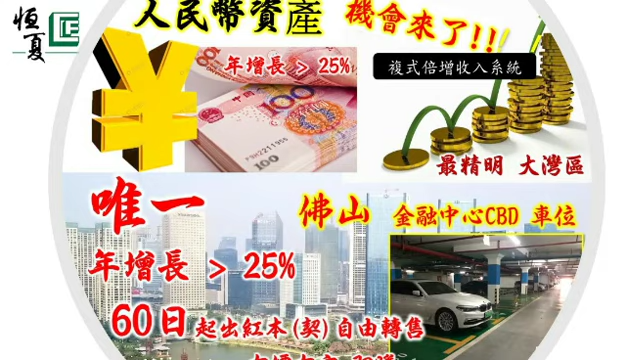 恒夏
人民幣資產
機會來了!!!
年增長 > 25%
複式倍增收入系統
100
100
最精明 大灣區
唯一
佛山 金融中心CBD 車位
年增長 > 25%
60日起出紅本(契)自由轉售